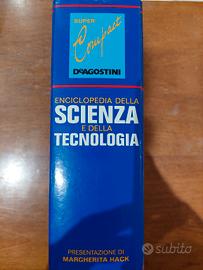 SUPER
Compact
DEAGOSTINI
ENCICLOPEDIA DELLA
SCIENZA
E DELLA
TECNOLOGIA
PRESENTAZIONE DI
MARGHERITA HACK
subito